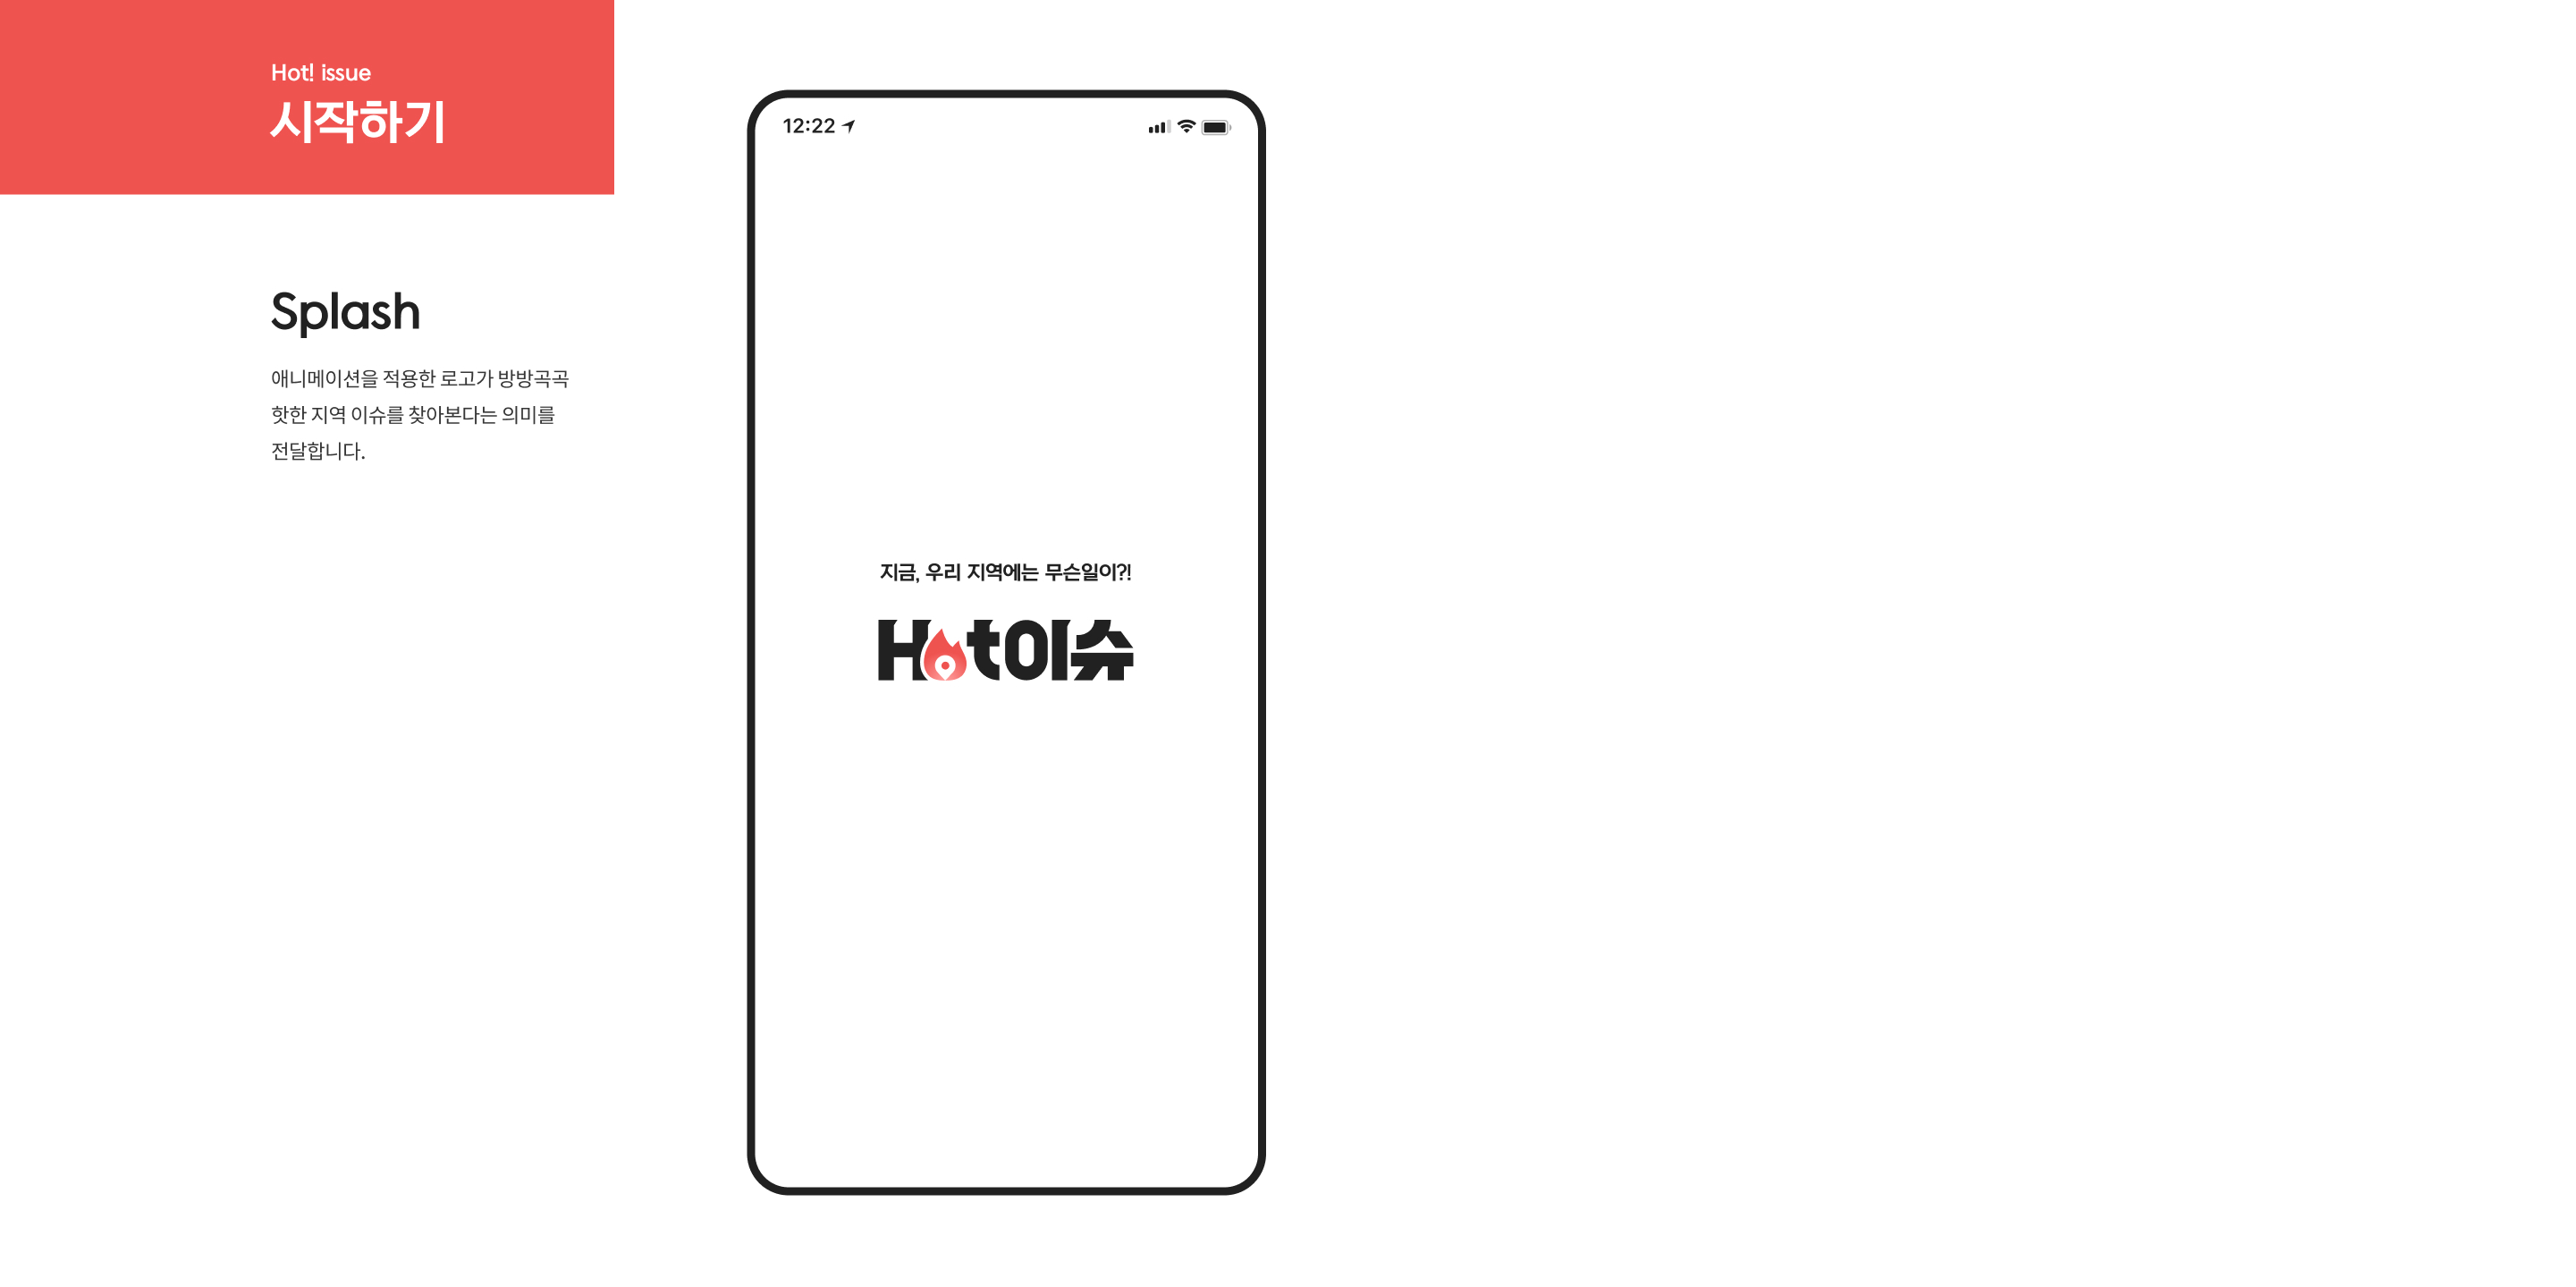 Hot! issue
시작하기
Splash
애니메이션을 적용한 로고가 방방곡곡
핫한 지역 이슈를 찾아본다는 의미를
전달합니다.
12:22
지금, 우리 지역에는 무슨일이?!
Hot이슈